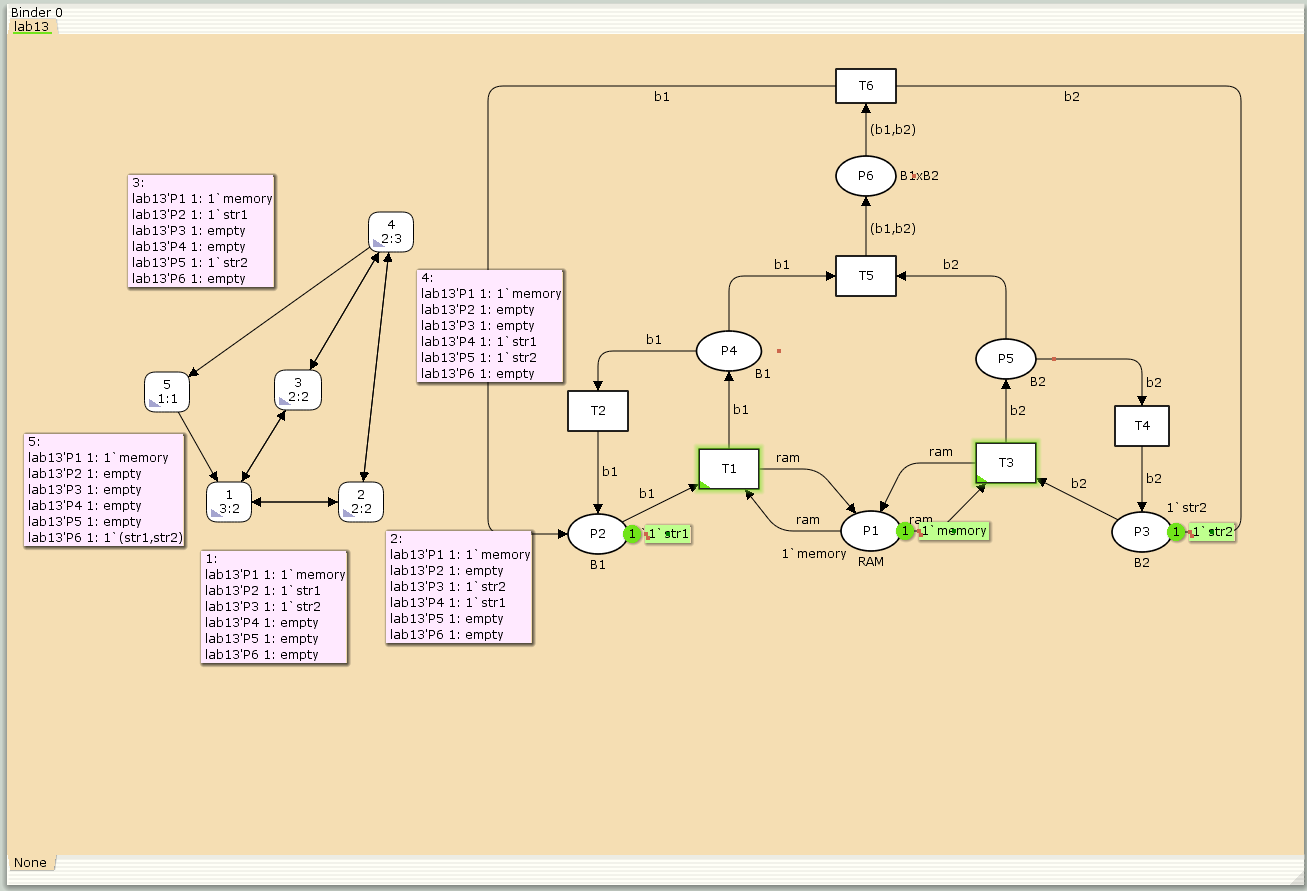 Binder 0
lab13
T6
b1
b2
(b1,b2)
P6
B1xB2
(b1,b2)
T5
b1
b2
P4
B1
P5
B2
b1
b2
T2
T4
b1
b2
b1
b2
T1
T3
ram
ram
b1
b2
ram
ram
P2
1
1`str1
B1
P1
1
1`memory
1`memory
RAM
P3
1
1`str2
1`str2
B2
3:
lab13'P1 1: 1`memory
lab13'P2 1: 1`str1
lab13'P3 1: empty
lab13'P4 1: empty
lab13'P5 1: 1`str2
lab13'P6 1: empty
4
2:3
4:
lab13'P1 1: 1`memory
lab13'P2 1: empty
lab13'P3 1: empty
lab13'P4 1: 1`str1
lab13'P5 1: 1`str2
lab13'P6 1: empty
5
1:1
3
2:2
5:
lab13'P1 1: 1`memory
lab13'P2 1: empty
lab13'P3 1: empty
lab13'P4 1: empty
lab13'P5 1: empty
lab13'P6 1: 1`(str1,str2)
1
3:2
2
2:2
1:
lab13'P1 1: 1`memory
lab13'P2 1: 1`str1
lab13'P3 1: 1`str2
lab13'P4 1: empty
lab13'P5 1: empty
lab13'P6 1: empty
2:
lab13'P1 1: 1`memory
lab13'P2 1: empty
lab13'P3 1: 1`str2
lab13'P4 1: 1`str1
lab13'P5 1: empty
lab13'P6 1: empty
None